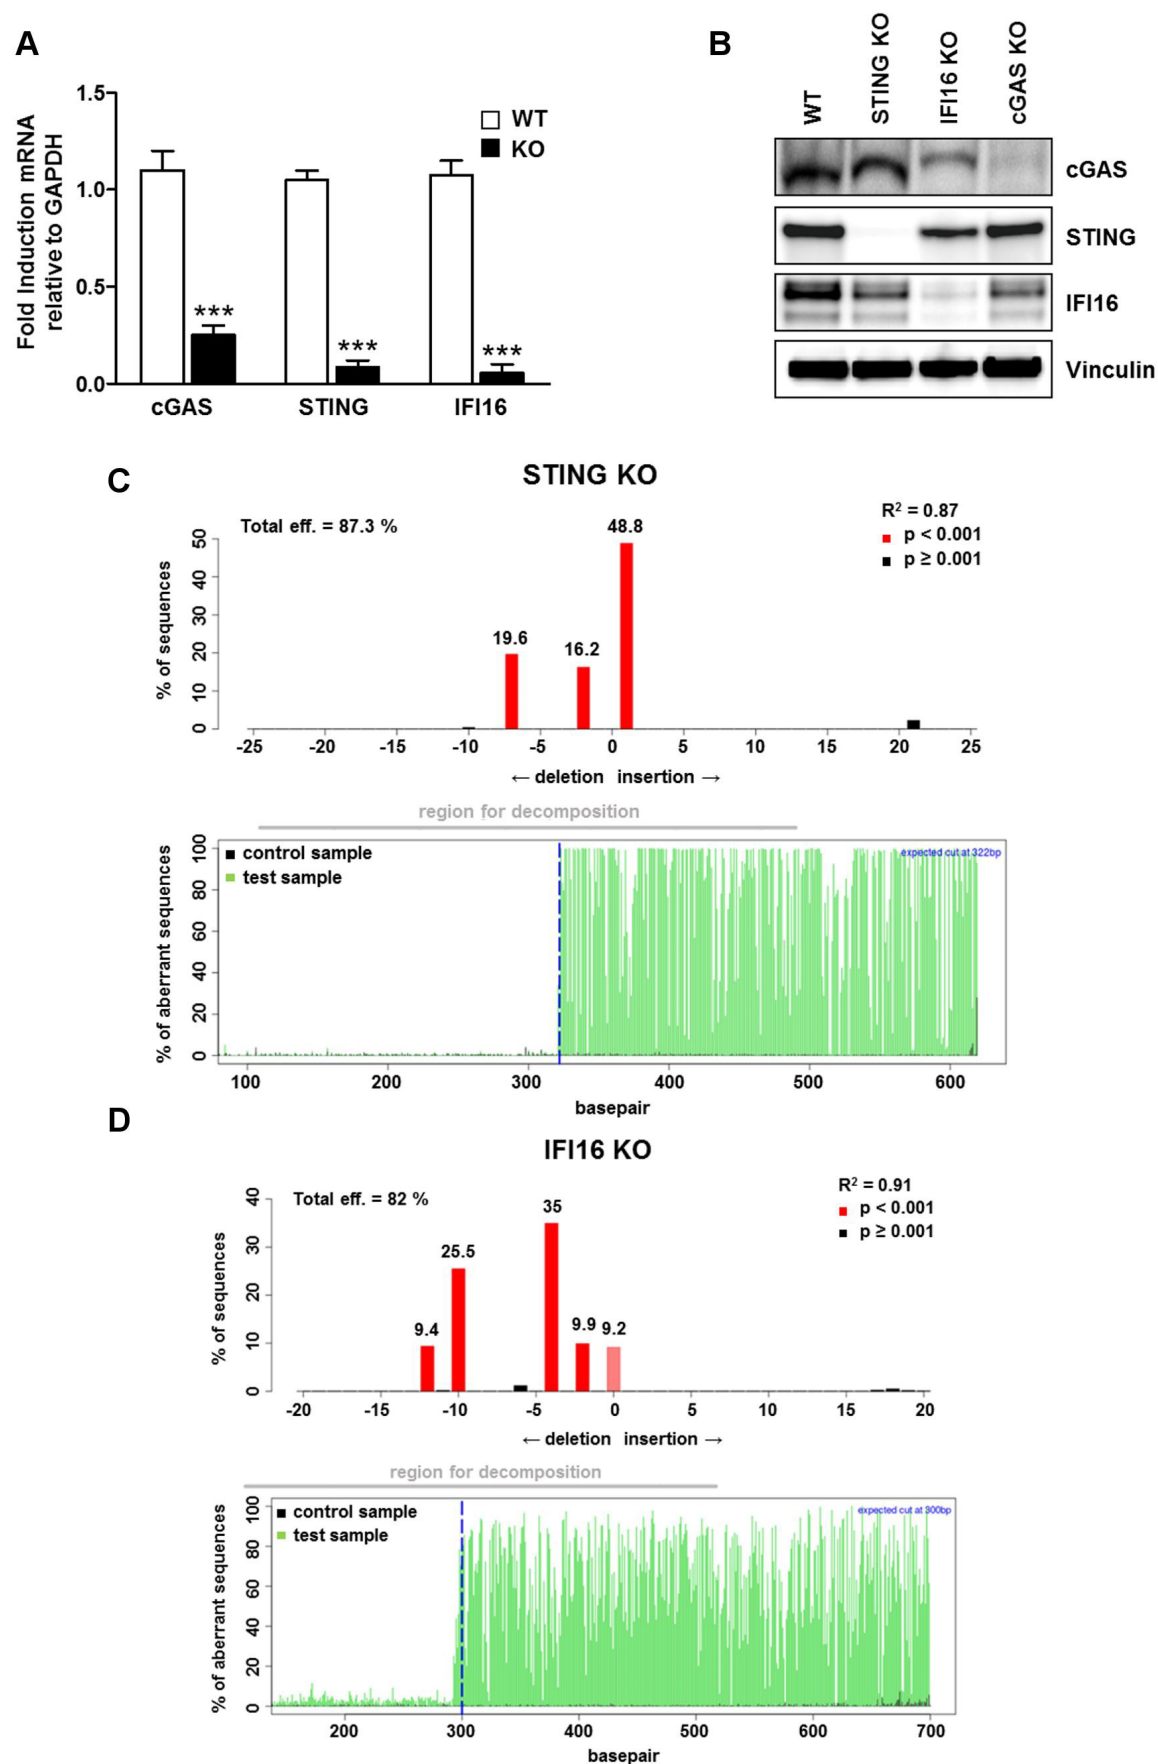 A
Fold Induction mRNA
relative to GAPDH
1.5
1.0
0.5
0.0
WT
KO
***
***
***
cGAS
STING
IFI16
B
WT
STING KO
IFI16 KO
cGAS KO
cGAS
STING
IFI16
Vinculin
C
STING KO
Total eff. = 87.3 %
R² = 0.87
p < 0.001
p ≥ 0.001
% of sequences
50
40
30
20
10
0
19.6
16.2
48.8
-25 -20 -15 -10 -5 0 5 10 15 20 25
← deletion insertion →
region for decomposition
control sample
test sample
expected cut at 322bp
% of aberrant sequences
100
80
60
40
20
0
100 200 300 400 500 600
basepair
D
IFI16 KO
Total eff. = 82 %
R² = 0.91
p < 0.001
p ≥ 0.001
% of sequences
40
30
20
10
0
9.4
25.5
35
9.9
9.2
-20 -15 -10 -5 0 5 10 15 20
← deletion insertion →
region for decomposition
control sample
test sample
expected cut at 300bp
% of aberrant sequences
100
80
60
40
20
0
200 300 400 500 600 700
basepair